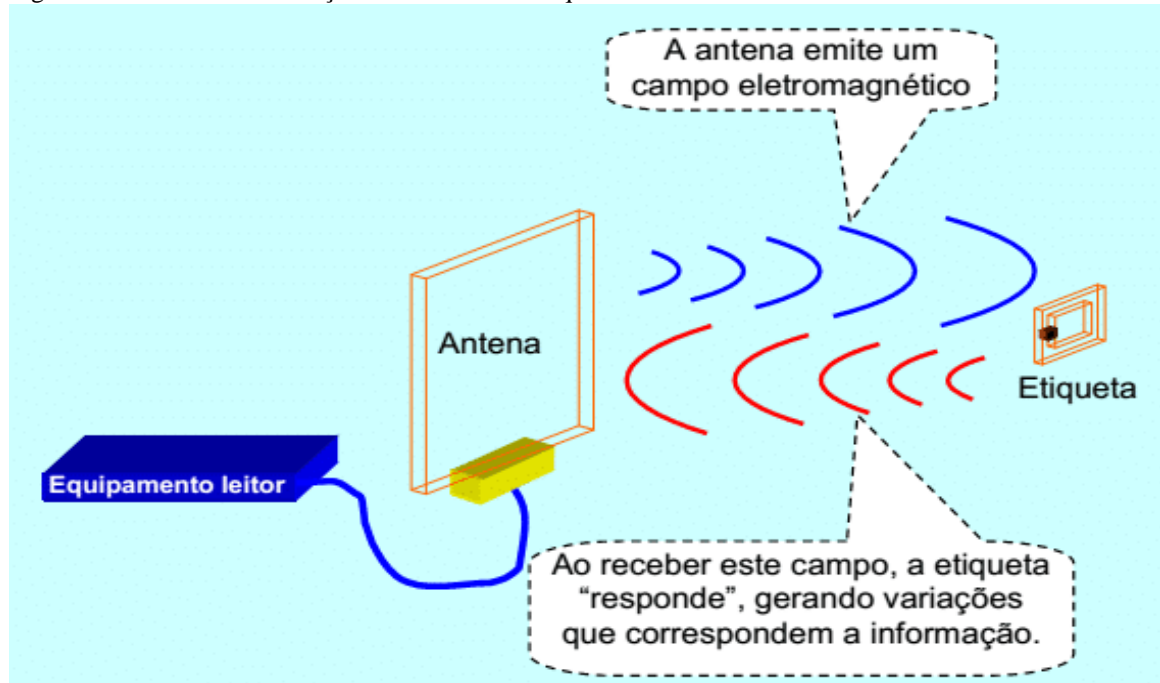 A antena emite um
campo eletromagnético
Antena
Etiqueta
Equipamento leitor
Ao receber este campo, a etiqueta
“responde”, gerando variações
que correspondem a informação.